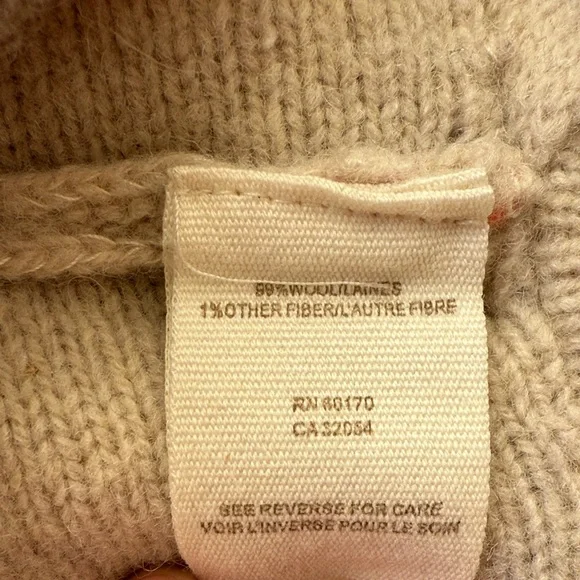 99%WOOL/LAINES
1%OTHER FIBER/L'AUTRE FIBRE
RN 60170
CA 32054
SEE REVERSE FOR CARE
VOIR L'INVERSE POUR LE SOIN